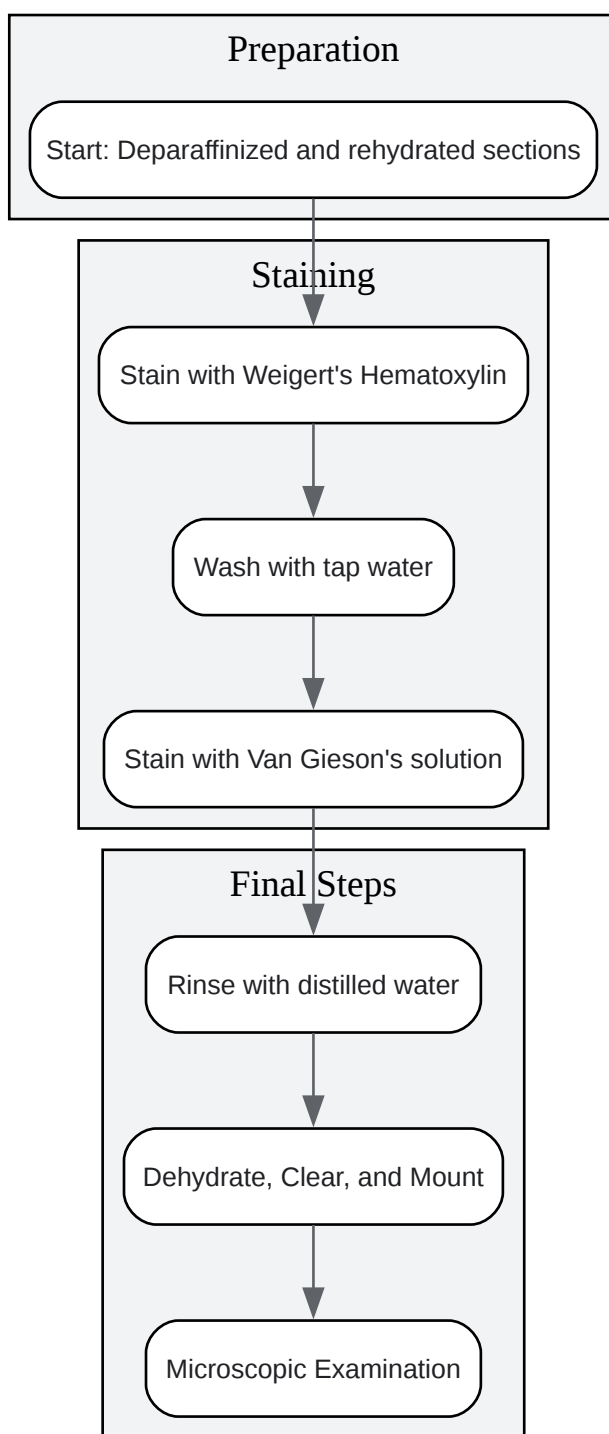 Preparation
Start: Deparaffinized and rehydrated sections
Staining
Stain with Weigert's Hematoxylin
Wash with tap water
Stain with Van Gieson's solution
Final Steps
Rinse with distilled water
Dehydrate, Clear, and Mount
Microscopic Examination